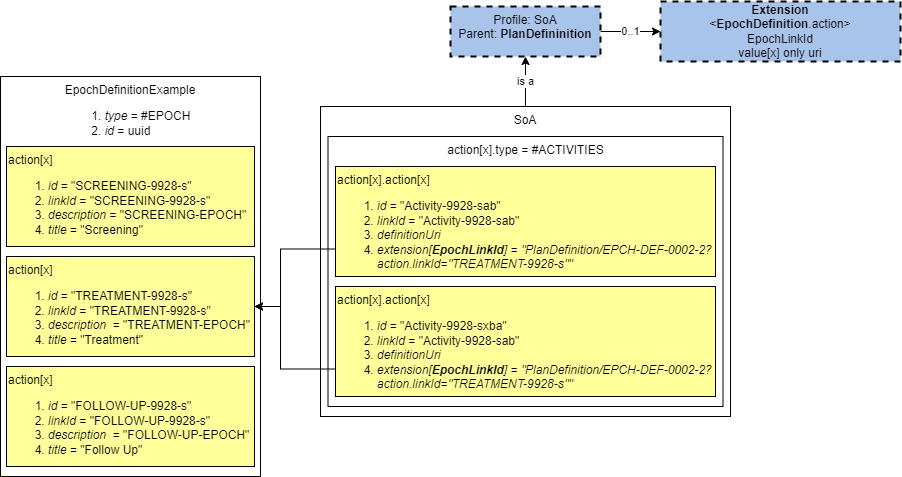 Profile: SoA
Parent: PlanDefininition
0..1
Extension
<EpochDefinition.action>
EpochLinkId
value[x] only uri
is a
EpochDefinitionExample
1. type = #EPOCH
2. id = uuid
action[x]
1. id = "SCREENING-9928-s"
2. linkId = "SCREENING-9928-s"
3. description = "SCREENING-EPOCH"
4. title = "Screening"
action[x]
1. id = "TREATMENT-9928-s"
2. linkId = "TREATMENT-9928-s"
3. description  = "TREATMENT-EPOCH"
4. title = "Treatment"
action[x]
1. id = "FOLLOW-UP-9928-s"
2. linkId = "FOLLOW-UP-9928-s"
3. description  = "FOLLOW-UP-EPOCH"
4. title = "Follow Up"
SoA
action[x].type = #ACTIVITIES
action[x].action[x]
1. id = "Activity-9928-sab"
2. linkId = "Activity-9928-sab"
3. definitionUri
4. extension[EpochLinkId] = "PlanDefinition/EPCH-DEF-0002-2?
action.linkId="TREATMENT-9928-s""
action[x].action[x]
1. id = "Activity-9928-sxba"
2. linkId = "Activity-9928-sab"
3. definitionUri
4. extension[EpochLinkId] = "PlanDefinition/EPCH-DEF-0002-2?
action.linkId="TREATMENT-9928-s""